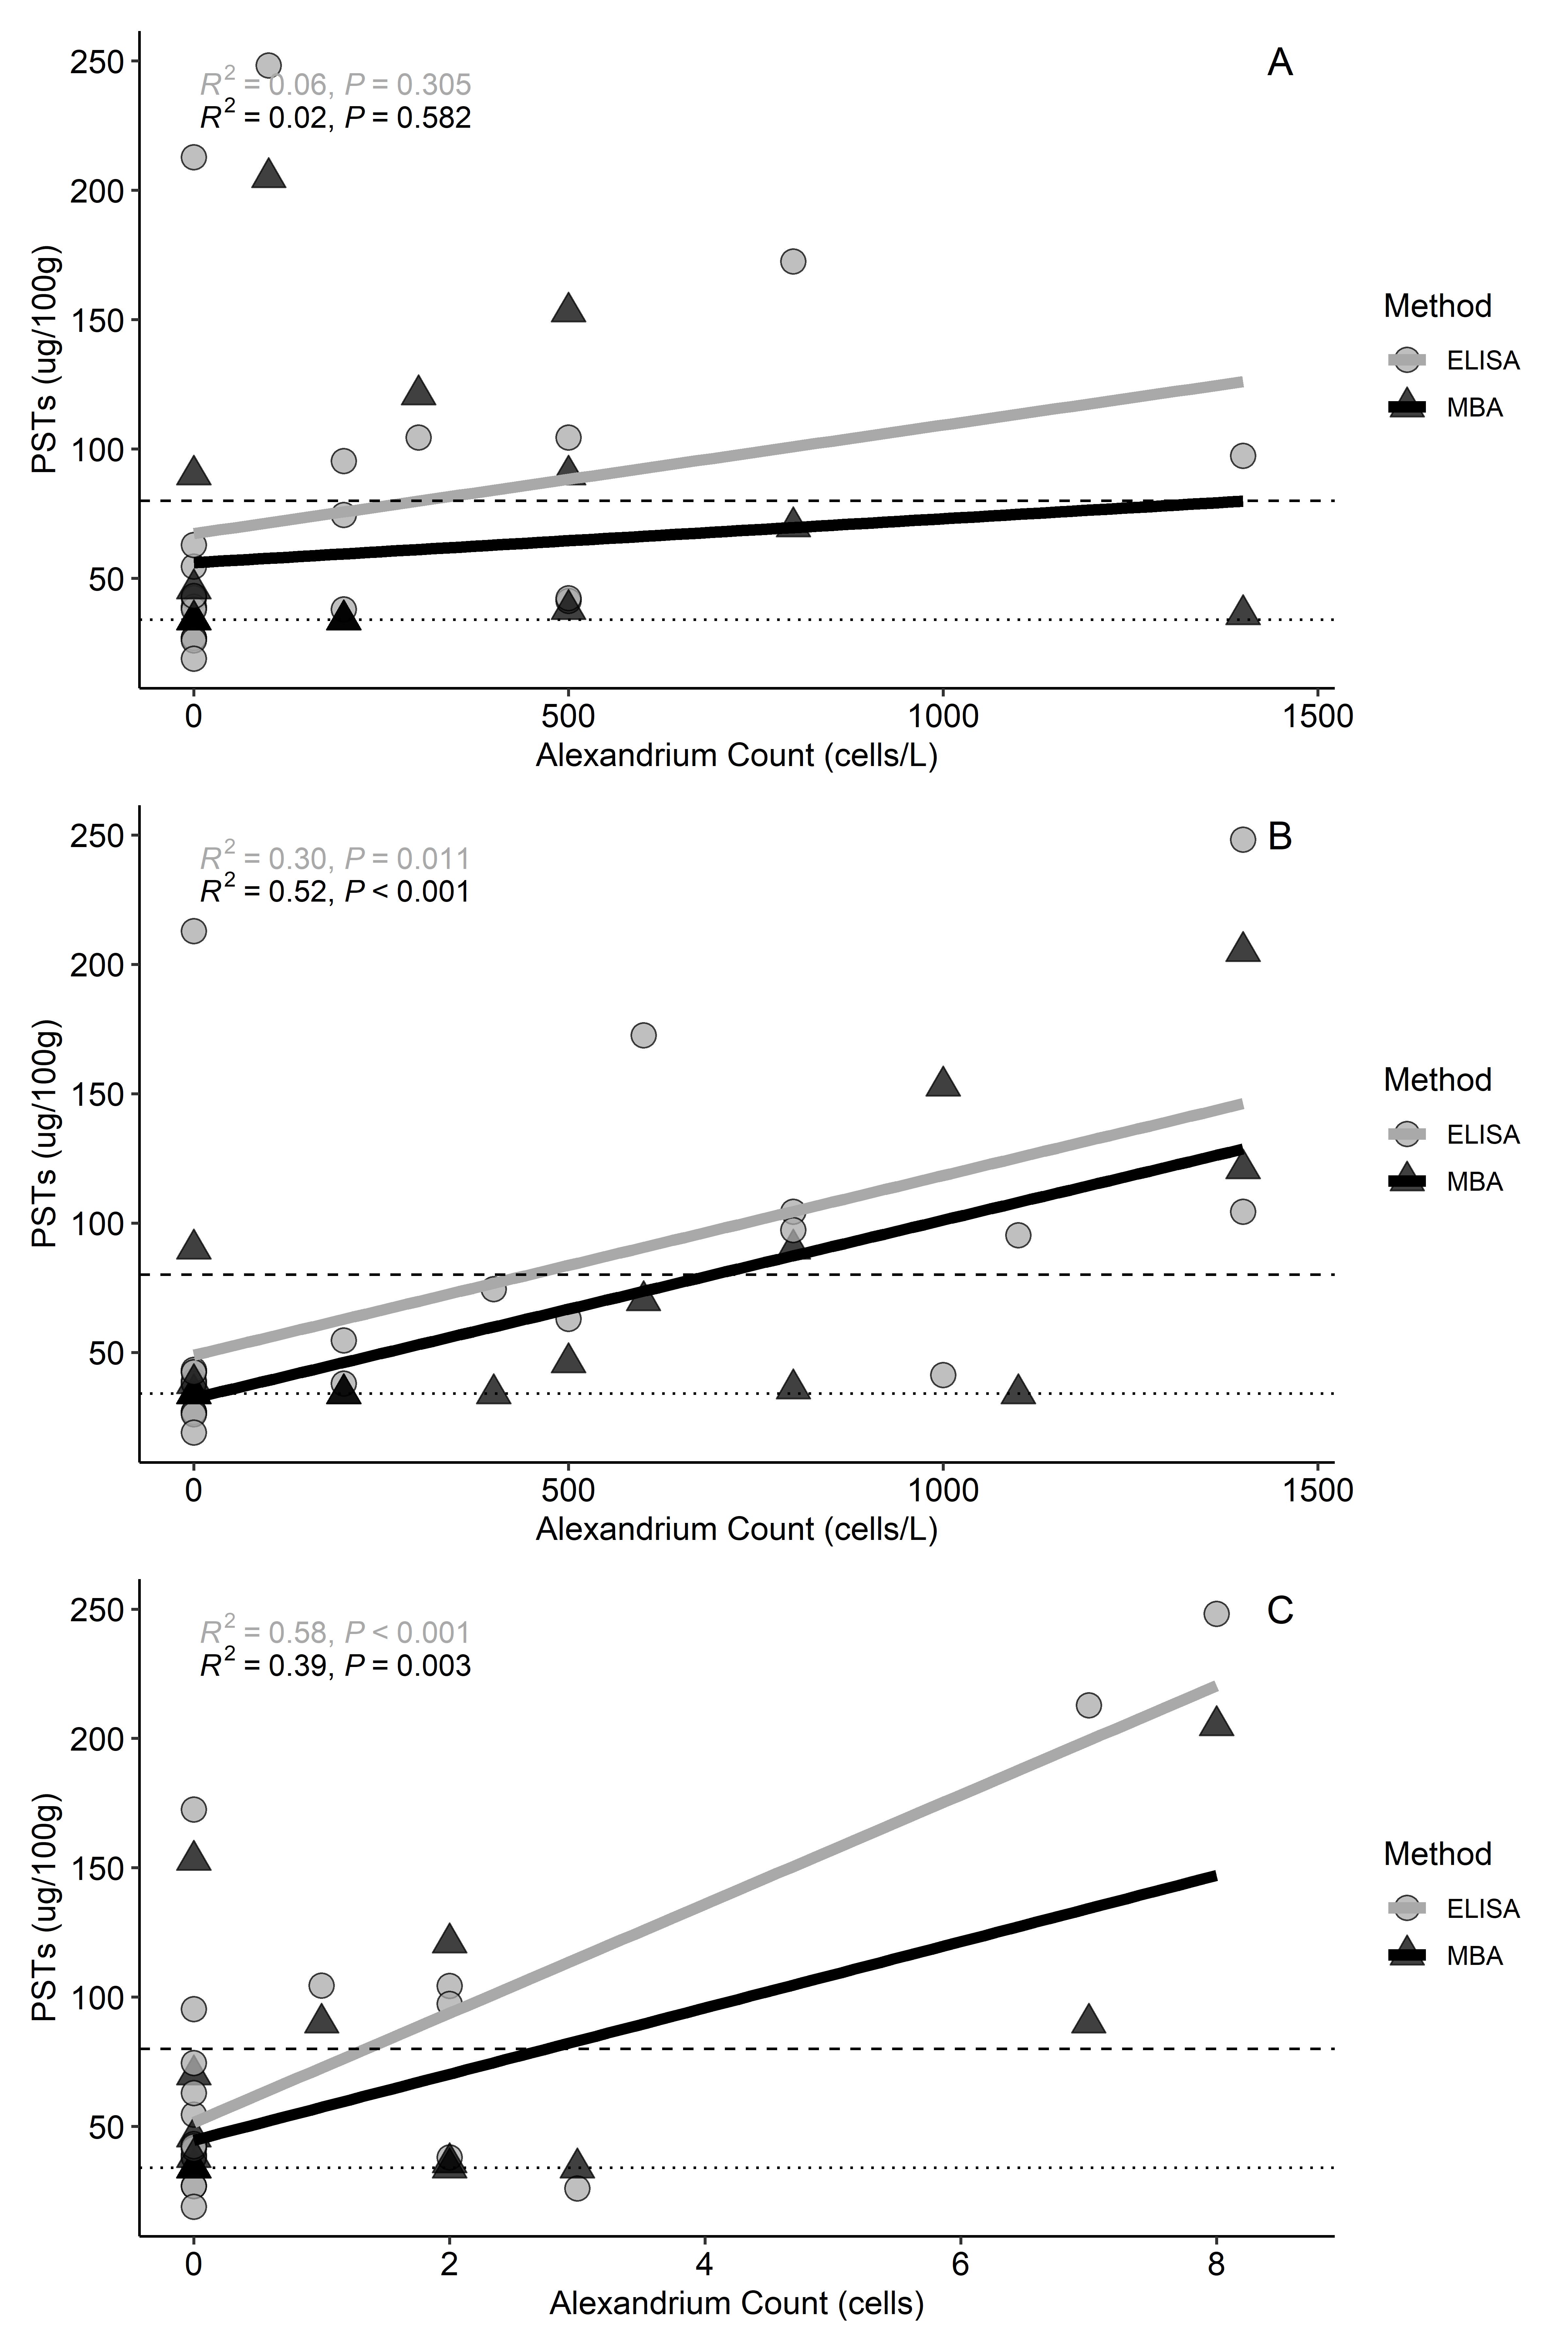 A
R² = 0.06, P = 0.305
R² = 0.02, P = 0.582
PSTs (ug/100g)
250
200
150
100
50
0 500 1000 1500
Alexandrium Count (cells/L)
Method
ELISA
MBA
B
R² = 0.30, P = 0.011
R² = 0.52, P < 0.001
PSTs (ug/100g)
250
200
150
100
50
0 500 1000 1500
Alexandrium Count (cells/L)
Method
ELISA
MBA
C
R² = 0.58, P < 0.001
R² = 0.39, P = 0.003
PSTs (ug/100g)
250
200
150
100
50
0 2 4 6 8
Alexandrium Count (cells)
Method
ELISA
MBA